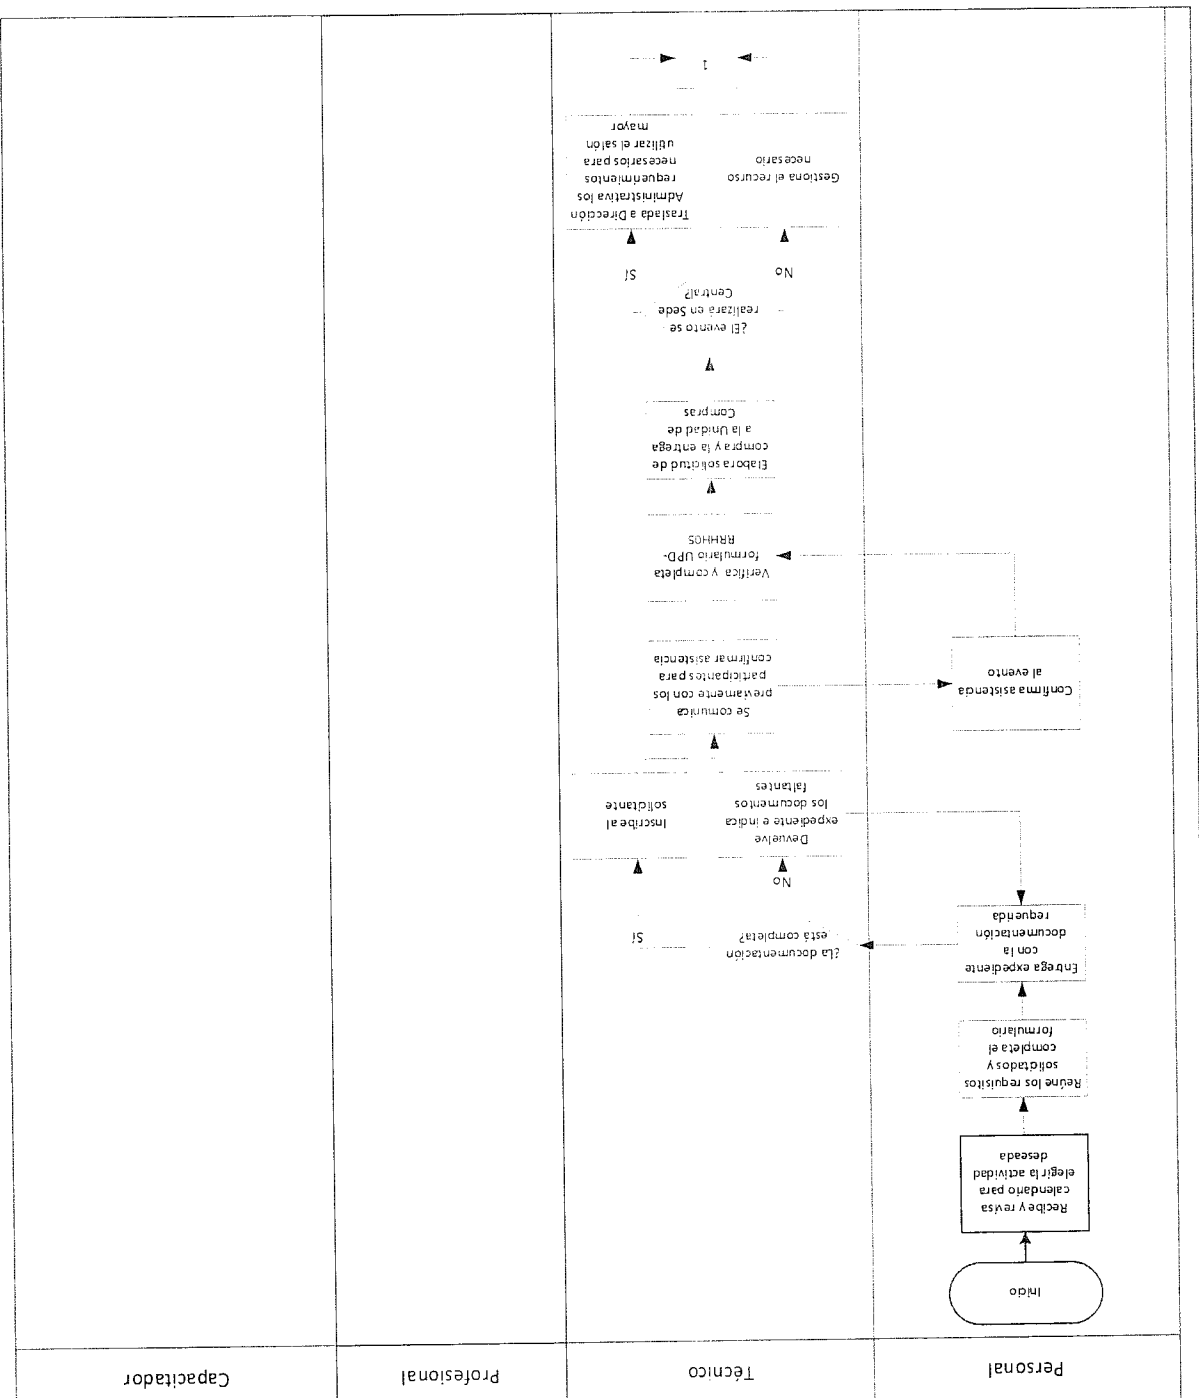 Personal
Técnico
Profesional
Capacitador
Inicio
Recibe y revisa
calendario para
elegir la actividad
deseada
Reúne los requisitos
solicitados y
completa el
formulario
Entrega expediente
con la
documentación
requerida
¿La documentación
está completa?
Sí
No
Devuelve
expediente e indica
los documentos
faltantes
Inscribe al
solicitante
Se comunica
previamente con los
participantes para
confirmar asistencia
Confirma asistencia
al evento
Verifica y completa
formulario UPD-
RRHH05
Elabora solicitud de
compra y la entrega
a la Unidad de
Compras
¿El evento se
realizará en Sede
Central?
No
Sí
Gestiona el recurso
necesario
Traslada a Dirección
Administrativa los
requerimientos
necesarios para
utilizar el salón
mayor
1